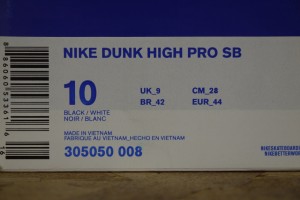 NIKE DUNK HIGH PRO SB
10
UK_9 CM_28
BR_42 EUR_44
BLACK / WHITE
NOIR / BLANC
MADE IN VIETNAM
FABRIQUE AU VIETNAM_HECHO EN VIETNAM
305050 008